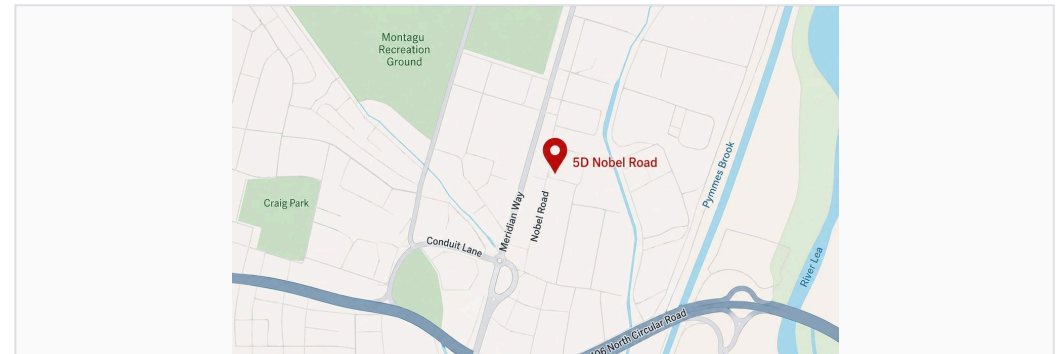 Montagu
Recreation
Ground
5D Nobel Road
Pymmes Brook
Craig Park
Meridian Way
Nobel Road
Conduit Lane
River Lea
North Circular Road